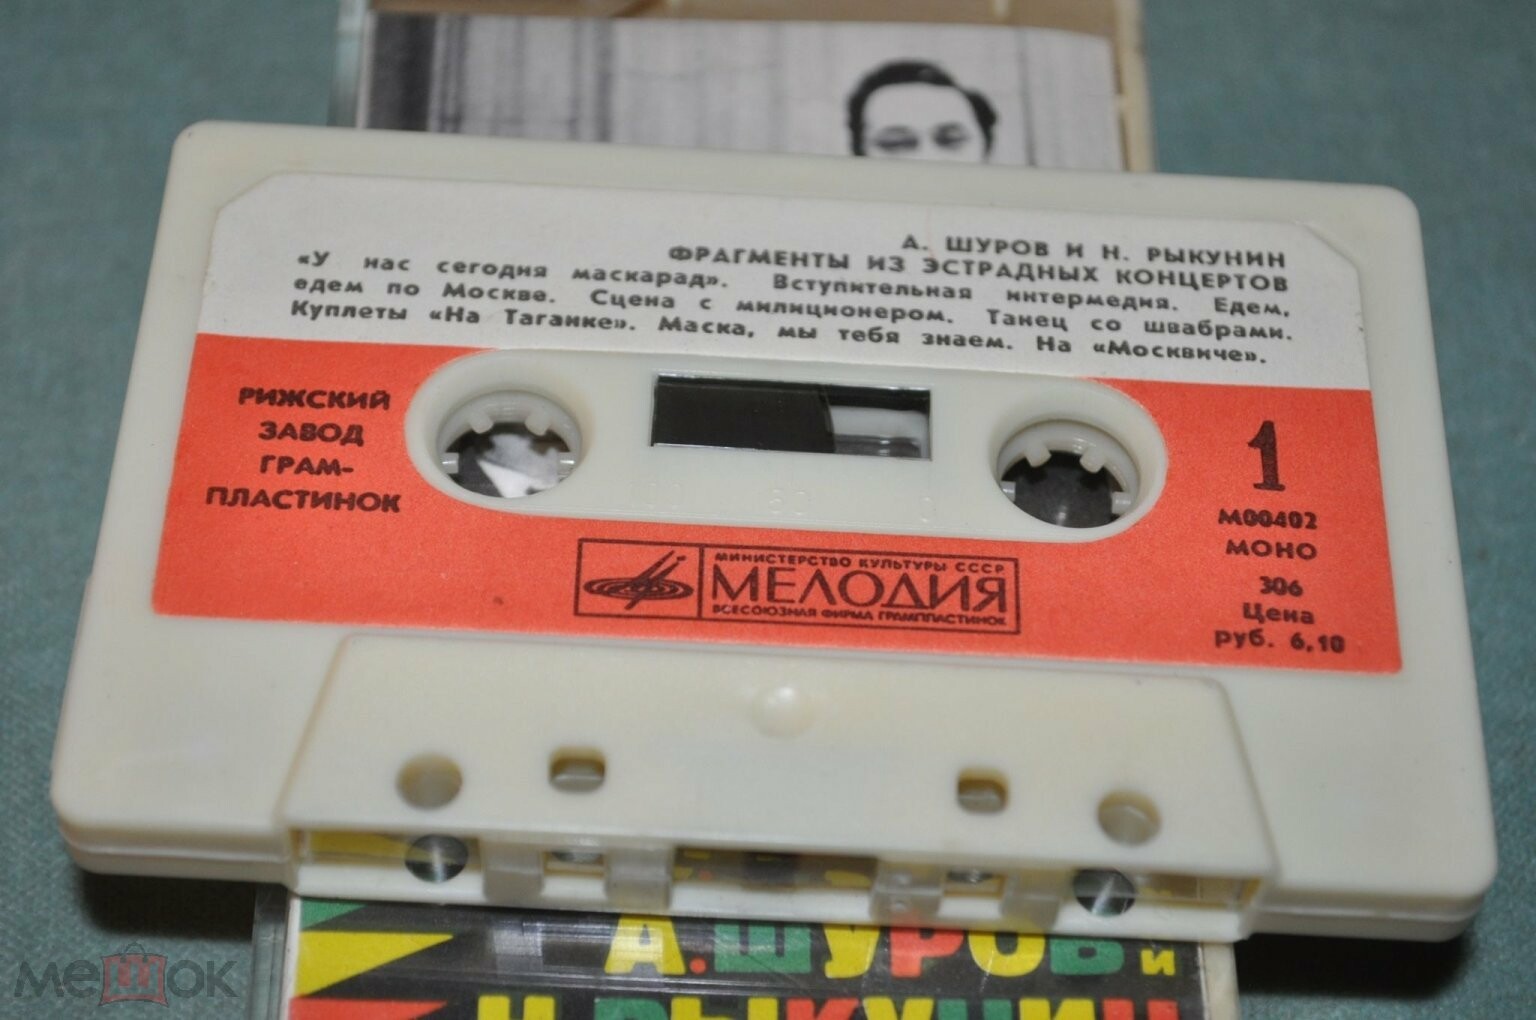 А. ШУРОВ И Н. РЫКУНИН
ФРАГМЕНТЫ ИЗ ЭСТРАДНЫХ КОНЦЕРТОВ
«У нас сегодня маскарад». Вступительная интермедия. Едем,
едем по Москве. Сцена с милиционером. Танец со швабрами.
Куплеты «На Таганке». Маска, мы тебя знаем. На «Москвиче».
РИЖСКИЙ
ЗАВОД
ГРАМ-
ПЛАСТИНОК
1
М00402
МОНО
306
Цена
руб. 6,10
МИНИСТЕРСТВО КУЛЬТУРЫ СССР
МЕЛОДИЯ
ВСЕСОЮЗНАЯ ФИРМА ГРАМПЛАСТИНОК
А.ШУРОВ и
Н.РЫКУНИН
мешок